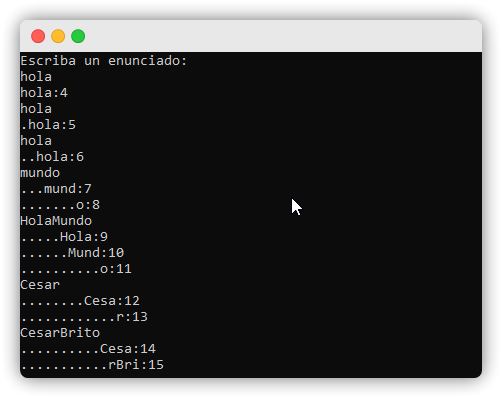 Escriba un enunciado:
hola
hola:4
hola
.hola:5
hola
..hola:6
mundo
...mund:7
.......o:8
HolaMundo
.....Hola:9
......Mund:10
..........o:11
Cesar
........Cesa:12
............r:13
CesarBrito
..........Cesa:14
...........rBri:15